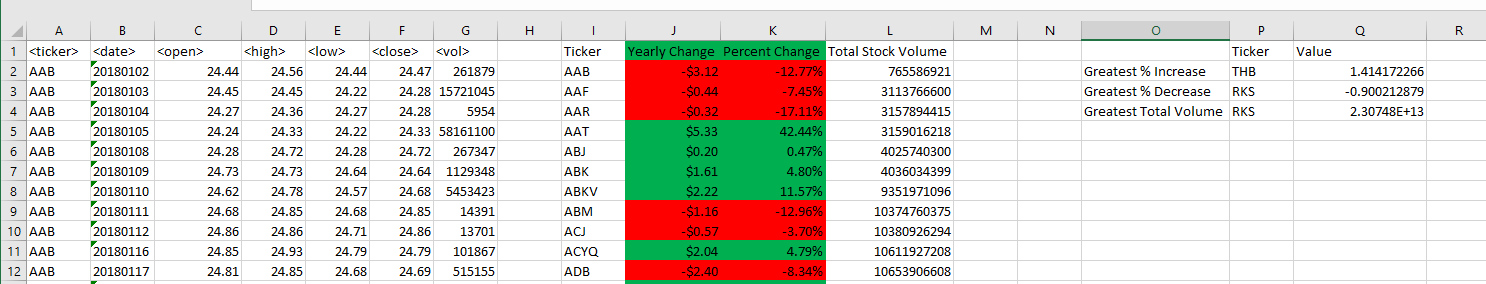 A B C D E F G H I J K L M N O P Q R
1 <ticker> <date> <open> <high> <low> <close> <vol> Ticker Yearly Change Percent Change Total Stock Volume Ticker Value
2 AAB 20180102 24.44 24.56 24.44 24.47 261879 AAB -$3.12 -12.77% 765586921 Greatest % Increase THB 1.414172266
3 AAB 20180103 24.45 24.45 24.22 24.28 15721045 AAF -$0.44 -7.45% 3113766600 Greatest % Decrease RKS -0.900212879
4 AAB 20180104 24.27 24.36 24.27 24.28 5954 AAR -$0.32 -17.11% 3157894415 Greatest Total Volume RKS 2.30748E+13
5 AAB 20180105 24.24 24.33 24.22 24.33 58161100 AAT $5.33 42.44% 3159016218
6 AAB 20180108 24.28 24.72 24.28 24.72 267347 ABJ $0.20 0.47% 4025740300
7 AAB 20180109 24.73 24.73 24.64 24.64 1129348 ABK $1.61 4.80% 4036034399
8 AAB 20180110 24.62 24.78 24.57 24.68 5453423 ABKV $2.22 11.57% 9351971096
9 AAB 20180111 24.68 24.85 24.68 24.85 14391 ABM -$1.16 -12.96% 10374760375
10 AAB 20180112 24.86 24.86 24.71 24.86 13701 ACJ -$0.57 -3.70% 10380926294
11 AAB 20180116 24.85 24.93 24.79 24.79 101867 ACYQ $2.04 4.79% 10611927208
12 AAB 20180117 24.81 24.85 24.68 24.69 515155 ADB -$2.40 -8.34% 10653906608